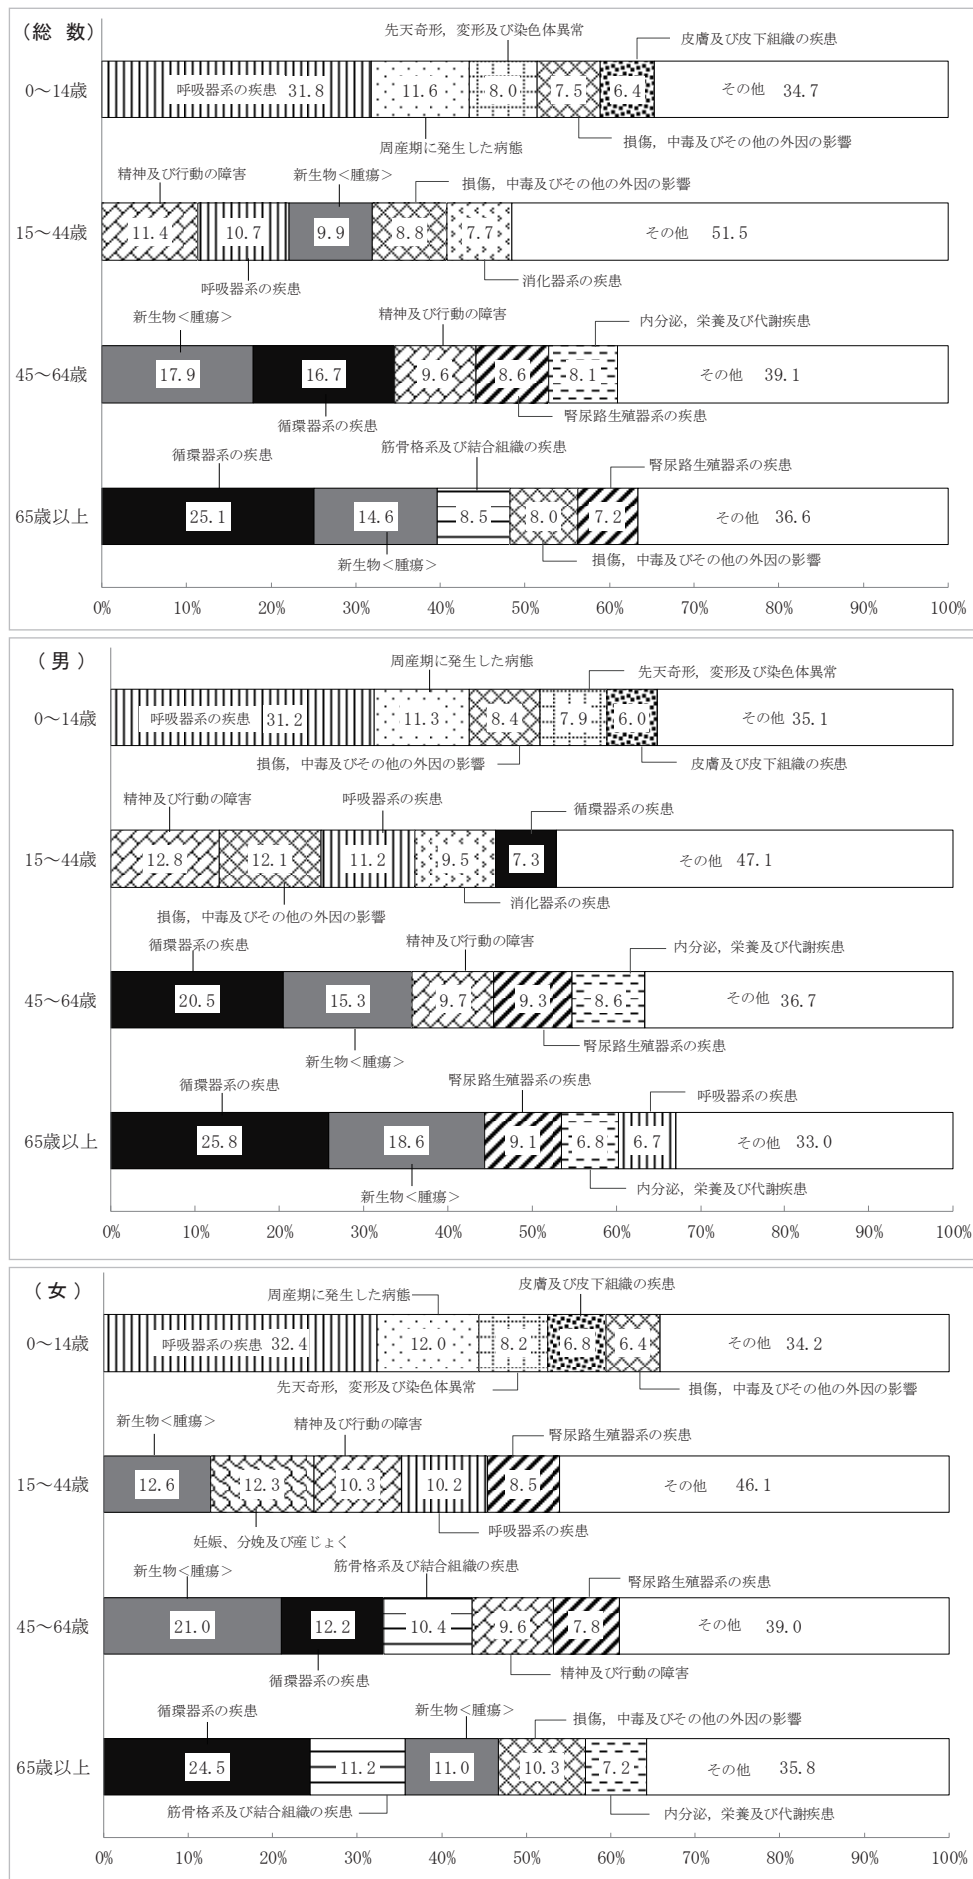 （総 数）
先天奇形，変形及び染色体異常
皮膚及び皮下組織の疾患
0～14歳
呼吸器系の疾患 31.8 11.6 8.0 7.5 6.4 その他 34.7
周産期に発生した病態
損傷，中毒及びその他の外因の影響
精神及び行動の障害
新生物＜腫瘍＞
損傷，中毒及びその他の外因の影響
15～44歳
11.4 10.7 9.9 8.8 7.7 その他 51.5
呼吸器系の疾患
消化器系の疾患
新生物＜腫瘍＞
精神及び行動の障害
内分泌，栄養及び代謝疾患
45～64歳
17.9 16.7 9.6 8.6 8.1 その他 39.1
循環器系の疾患
腎尿路生殖器系の疾患
循環器系の疾患
筋骨格系及び結合組織の疾患
腎尿路生殖器系の疾患
65歳以上
25.1 14.6 8.5 8.0 7.2 その他 36.6
新生物＜腫瘍＞
損傷，中毒及びその他の外因の影響
0% 10% 20% 30% 40% 50% 60% 70% 80% 90% 100%
（男）
周産期に発生した病態
先天奇形，変形及び染色体異常
0～14歳
呼吸器系の疾患 31.2 11.3 8.4 7.9 6.0 その他 35.1
損傷，中毒及びその他の外因の影響
皮膚及び皮下組織の疾患
精神及び行動の障害
呼吸器系の疾患
循環器系の疾患
15～44歳
12.8 12.1 11.2 9.5 7.3 その他 47.1
損傷，中毒及びその他の外因の影響
消化器系の疾患
循環器系の疾患
精神及び行動の障害
内分泌，栄養及び代謝疾患
45～64歳
20.5 15.3 9.7 9.3 8.6 その他 36.7
新生物＜腫瘍＞
腎尿路生殖器系の疾患
循環器系の疾患
腎尿路生殖器系の疾患
呼吸器系の疾患
65歳以上
25.8 18.6 9.1 6.8 6.7 その他 33.0
新生物＜腫瘍＞
内分泌，栄養及び代謝疾患
0% 10% 20% 30% 40% 50% 60% 70% 80% 90% 100%
（女）
周産期に発生した病態
皮膚及び皮下組織の疾患
0～14歳
呼吸器系の疾患 32.4 12.0 8.2 6.8 6.4 その他 34.2
先天奇形，変形及び染色体異常
損傷，中毒及びその他の外因の影響
新生物＜腫瘍＞
精神及び行動の障害
腎尿路生殖器系の疾患
15～44歳
12.6 12.3 10.3 10.2 8.5 その他 46.1
妊娠、分娩及び産じょく
呼吸器系の疾患
新生物＜腫瘍＞
筋骨格系及び結合組織の疾患
腎尿路生殖器系の疾患
45～64歳
21.0 12.2 10.4 9.6 7.8 その他 39.0
循環器系の疾患
精神及び行動の障害
循環器系の疾患
新生物＜腫瘍＞
損傷，中毒及びその他の外因の影響
65歳以上
24.5 11.2 11.0 10.3 7.2 その他 35.8
筋骨格系及び結合組織の疾患
内分泌，栄養及び代謝疾患
0% 10% 20% 30% 40% 50% 60% 70% 80% 90% 100%